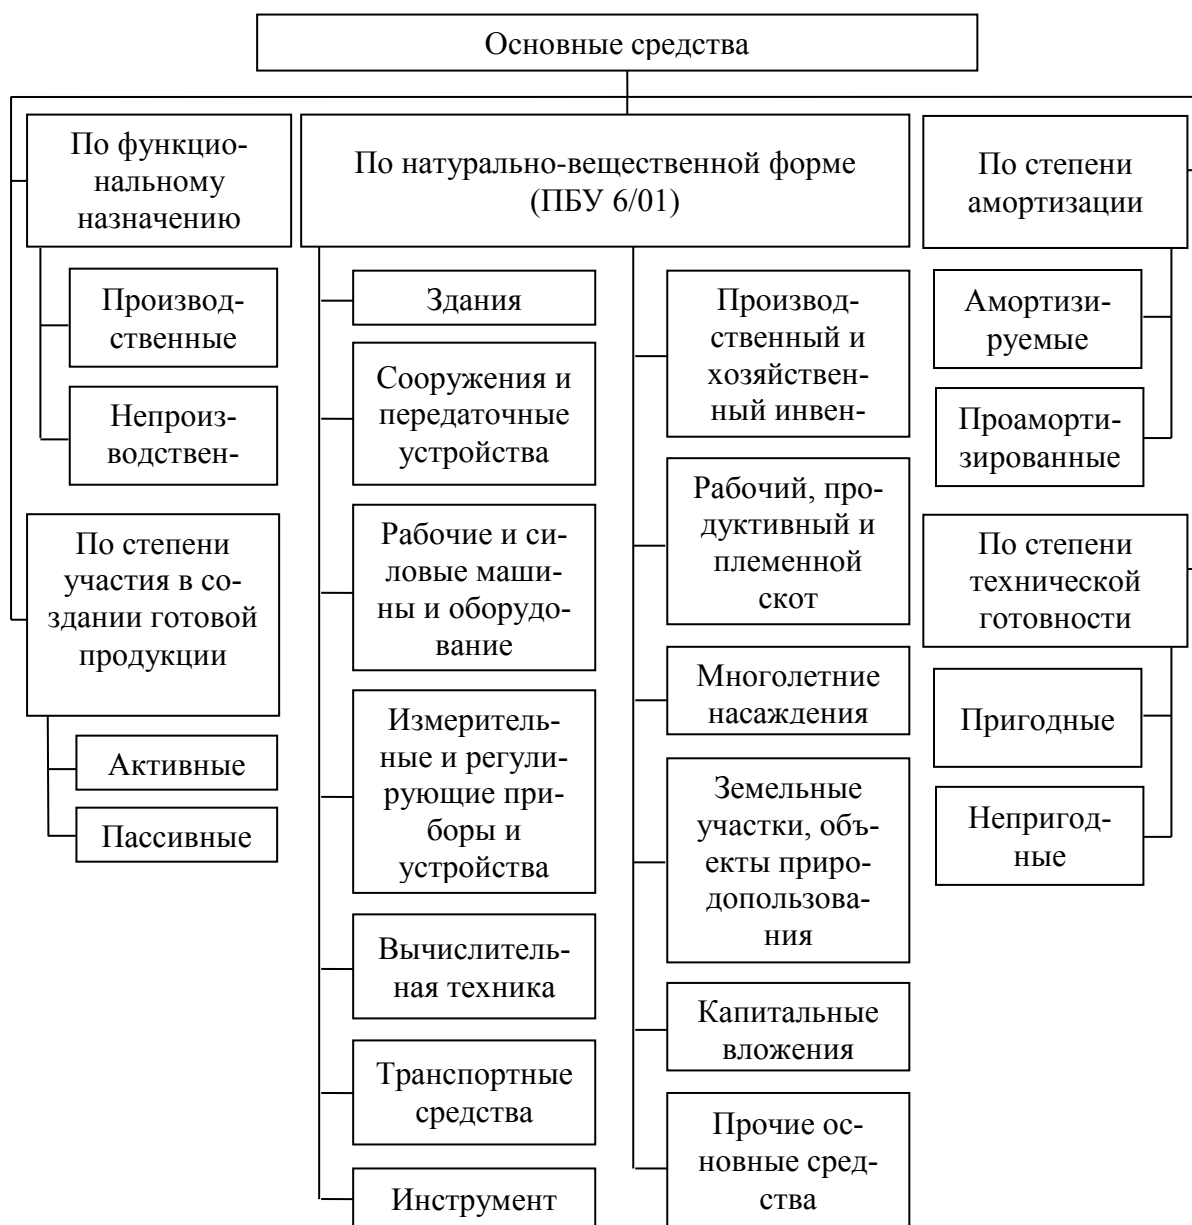 Основные средства
По функцио-
нальному
назначению
Производ-
ственные
Непроиз-
водствен-
По степени
участия в со-
здании готовой
продукции
Активные
Пассивные
По натурально-вещественной форме
(ПБУ 6/01)
Здания
Сооружения и
передаточные
устройства
Рабочие и си-
ловые маши-
ны и оборудо-
вание
Измеритель-
ные и регули-
рующие при-
боры и
устройства
Вычислитель-
ная техника
Транспортные
средства
Инструмент
Производ-
ственный и
хозяйствен-
ный инвен-
Рабочий, про-
дуктивный и
племенной
скот
Многолетние
насаждения
Земельные
участки, объ-
екты приро-
допользова-
ния
Капитальные
вложения
Прочие ос-
новные сред-
ства
По степени
амортизации
Амортизи-
руемые
Проаморти-
зированные
По степени
технической
готовности
Пригодные
Непригод-
ные